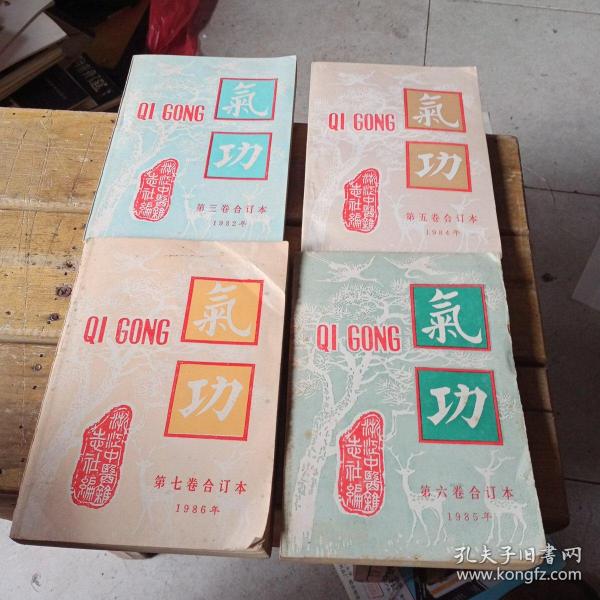 QI GONG
氣
功
浙江中醫雜
志社編
第三卷合订本
1982年
QI GONG
氣
功
浙江中醫雜
志社編
第五卷合订本
1984年
QI GONG
氣
功
浙江中醫雜
志社編
第七卷合订本
1986年
QI GONG
氣
功
浙江中醫雜
志社編
第六卷合订本
1985年
孔夫子旧書网
www.kongfz.com